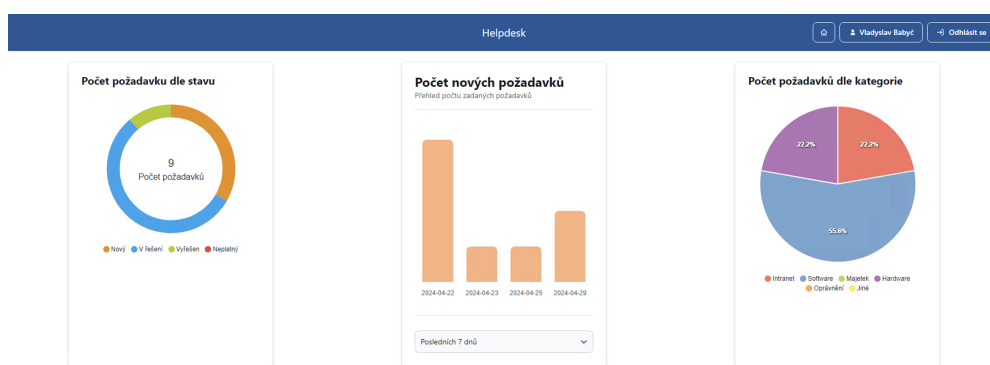 Helpdesk
Vladyslav Babyč
Odhlásit se
Počet požadavku dle stavu
9
Počet požadavků
Nový V řešení Vyřešen Neplatný
Počet nových požadavků
Přehled počtu zadaných požadavků
2024-04-22 2024-04-23 2024-04-25 2024-04-29
Posledních 7 dnů
Počet požadavků dle kategorie
22.2% 22.2%
55.6%
Intranet Software Majetek Hardware
Oprávnění Jiné